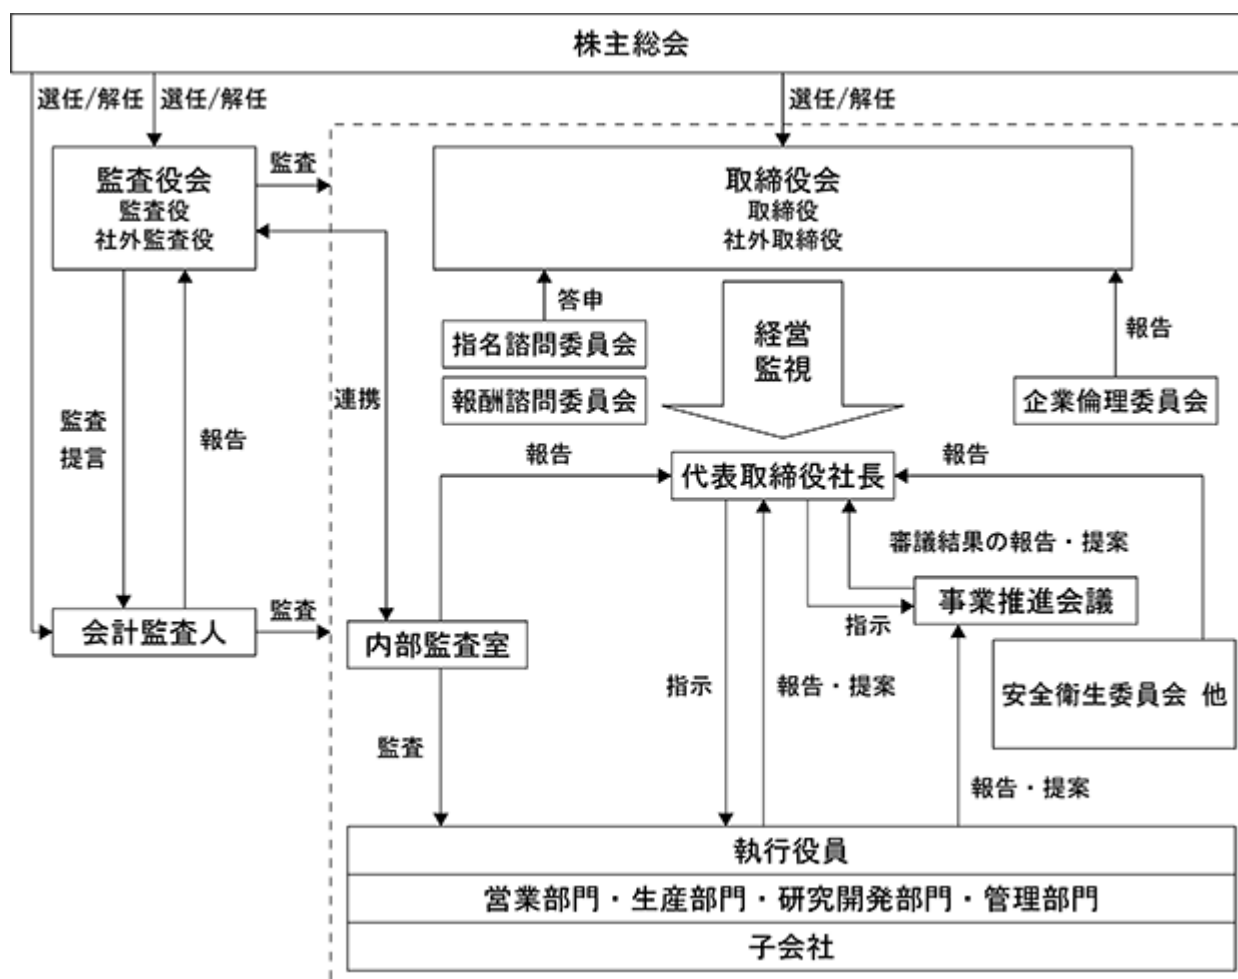 株主総会
選任/解任
選任/解任
選任/解任
監査役会
監査役
社外監査役
監査
取締役会
取締役
社外取締役
答申
指名諮問委員会
報酬諮問委員会
経営
監視
報告
企業倫理委員会
連携
監査
提言
報告
報告
代表取締役社長
報告
審議結果の報告・提案
事業推進会議
指示
会計監査人
監査
内部監査室
指示
報告・提案
安全衛生委員会 他
監査
報告・提案
執行役員
営業部門・生産部門・研究開発部門・管理部門
子会社